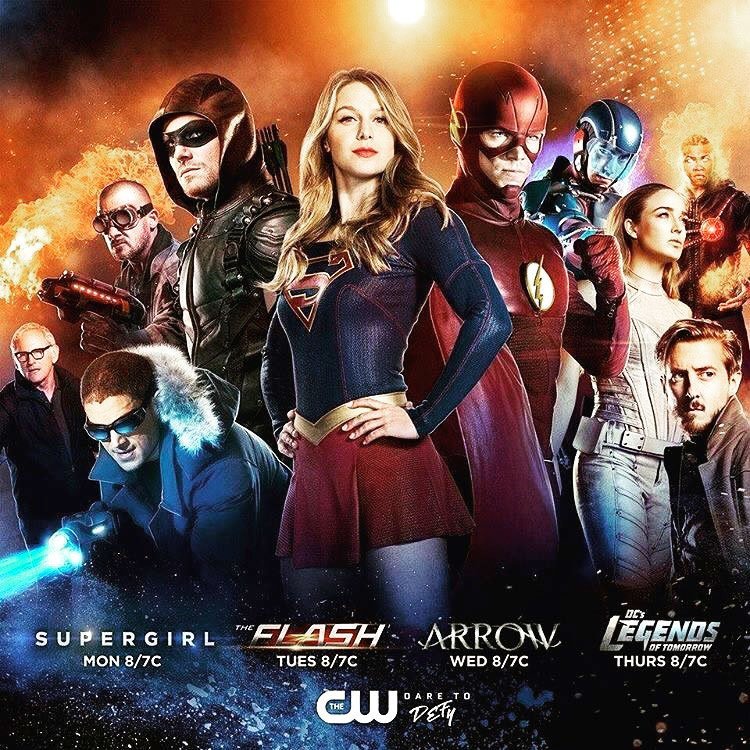 SUPERGIRL
MON 8/7C
THE FLASH
TUES 8/7C
ARROW
WED 8/7C
DC's
LEGENDS
OF TOMORROW
THURS 8/7C
THE CW
DARE TO
DEFY